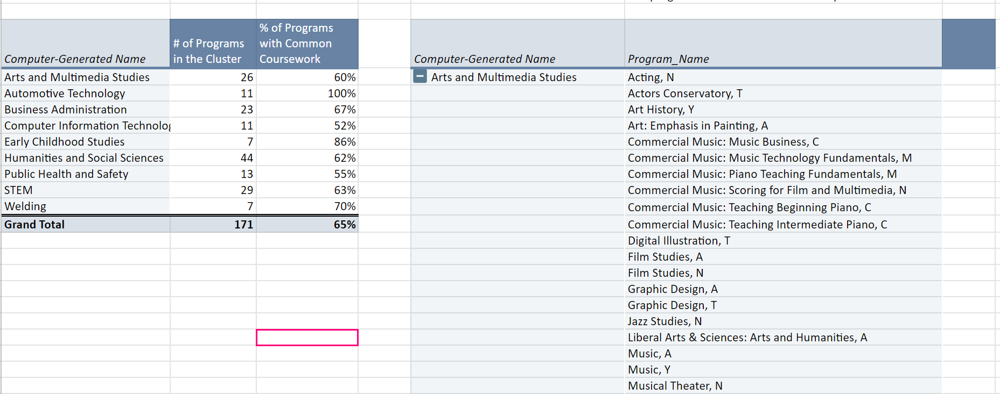 Computer-Generated Name
# of Programs
in the Cluster
% of Programs
with Common
Coursework
Arts and Multimedia Studies 26 60%
Automotive Technology 11 100%
Business Administration 23 67%
Computer Information Technolog 11 52%
Early Childhood Studies 7 86%
Humanities and Social Sciences 44 62%
Public Health and Safety 13 55%
STEM 29 63%
Welding 7 70%
Grand Total 171 65%
Computer-Generated Name Program_Name
Arts and Multimedia Studies Acting, N
Actors Conservatory, T
Art History, Y
Art: Emphasis in Painting, A
Commercial Music: Music Business, C
Commercial Music: Music Technology Fundamentals, M
Commercial Music: Piano Teaching Fundamentals, M
Commercial Music: Scoring for Film and Multimedia, N
Commercial Music: Teaching Beginning Piano, C
Commercial Music: Teaching Intermediate Piano, C
Digital Illustration, T
Film Studies, A
Film Studies, N
Graphic Design, A
Graphic Design, T
Jazz Studies, N
Liberal Arts & Sciences: Arts and Humanities, A
Music, A
Music, Y
Musical Theater, N